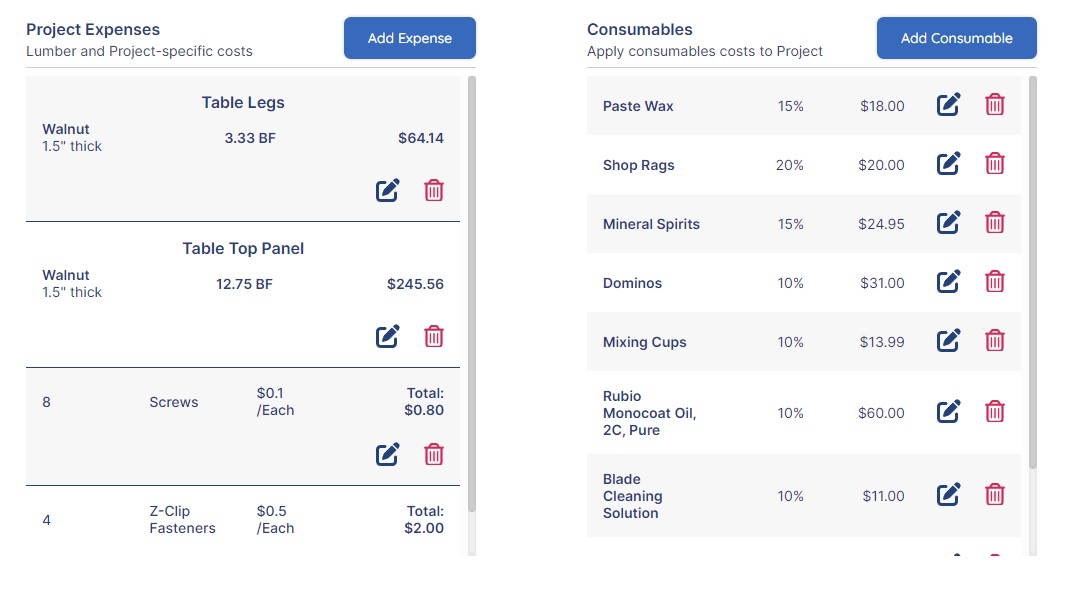 Project Expenses
Lumber and Project-specific costs
Add Expense
Table Legs
Walnut
1.5" thick
3.33 BF
$64.14
Table Top Panel
Walnut
1.5" thick
12.75 BF
$245.56
8
Screws
$0.1
/Each
Total:
$0.80
4
Z-Clip
Fasteners
$0.5
/Each
Total:
$2.00
Consumables
Apply consumables costs to Project
Add Consumable
Paste Wax 15% $18.00
Shop Rags 20% $20.00
Mineral Spirits 15% $24.95
Dominos 10% $31.00
Mixing Cups 10% $13.99
Rubio
Monocoat Oil,
2C, Pure
10% $60.00
Blade
Cleaning
Solution
10% $11.00